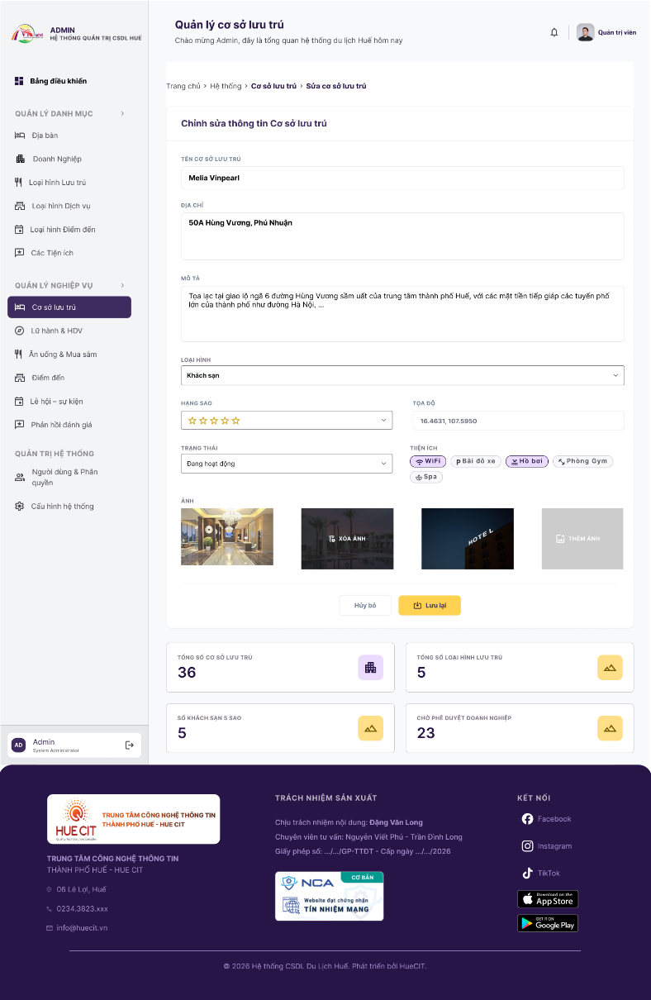 ADMIN
HỆ THỐNG QUẢN TRỊ CSDL HUẾ
Bảng điều khiển
QUẢN LÝ DANH MỤC
Địa bàn
Doanh Nghiệp
Loại hình Lưu trú
Loại hình Dịch vụ
Loại hình Điểm đến
Các Tiện ích
QUẢN LÝ NGHIỆP VỤ
Cơ sở lưu trú
Lữ hành & HDV
Ăn uống & Mua sắm
Điểm đến
Lễ hội – sự kiện
Phản hồi đánh giá
QUẢN TRỊ HỆ THỐNG
Người dùng & Phân
quyền
Cấu hình hệ thống
AD
Admin
System Administrator
Quản lý cơ sở lưu trú
Chào mừng Admin, đây là tổng quan hệ thống du lịch Huế hôm nay
Quản trị viên
Trang chủ > Hệ thống > Cơ sở lưu trú > Sửa cơ sở lưu trú
Chỉnh sửa thông tin Cơ sở lưu trú
TÊN CƠ SỞ LƯU TRÚ
Melia Vinpearl
ĐỊA CHỈ
50A Hùng Vương, Phú Nhuận
MÔ TẢ
Tọa lạc tại giao lộ ngã 6 đường Hùng Vương sầm uất của trung tâm thành phố Huế, với các mặt tiền tiếp giáp các tuyến phố
lớn của thành phố như đường Hà Nội, ...
LOẠI HÌNH
Khách sạn
HẠNG SAO
TỌA ĐỘ
16.4631, 107.5950
TRẠNG THÁI
Đang hoạt động
TIIỆN ÍCH
WiFi
Bãi đỗ xe
Hồ bơi
Phòng Gym
Spa
ẢNH
XÓA ẢNH
HOTEL
THÊM ẢNH
Hủy bỏ
Lưu lại
TỔNG SỐ CƠ SỞ LƯU TRÚ
36
TỔNG SỐ LOẠI HÌNH LƯU TRÚ
5
SỐ KHÁCH SẠN 5 SAO
5
CHỜ PHÊ DUYỆT DOANH NGHIỆP
23
HUE CIT
TRUNG TÂM CÔNG NGHỆ THÔNG TIN
THÀNH PHỐ HUẾ - HUE CIT
TRUNG TÂM CÔNG NGHỆ THÔNG TIN
THÀNH PHỐ HUẾ - HUE CIT
06 Lê Lợi, Huế
0234.3823.xxx
info@huecit.vn
TRÁCH NHIỆM SẢN XUẤT
Chịu trách nhiệm nội dung: Đặng Văn Long
Chuyên viên tư vấn: Nguyễn Viết Phú - Trần Đình Long
Giấy phép số: .../.../GP-TTĐT - Cấp ngày .../.../2026
NCA
CƠ BẢN
Website đạt chứng nhận
TÍN NHIỆM MẠNG
KẾT NỐI
Facebook
Instagram
TikTok
Download on the
App Store
GET IT ON
Google Play
© 2026 Hệ thống CSDL Du Lịch Huế. Phát triển bởi HueCIT.